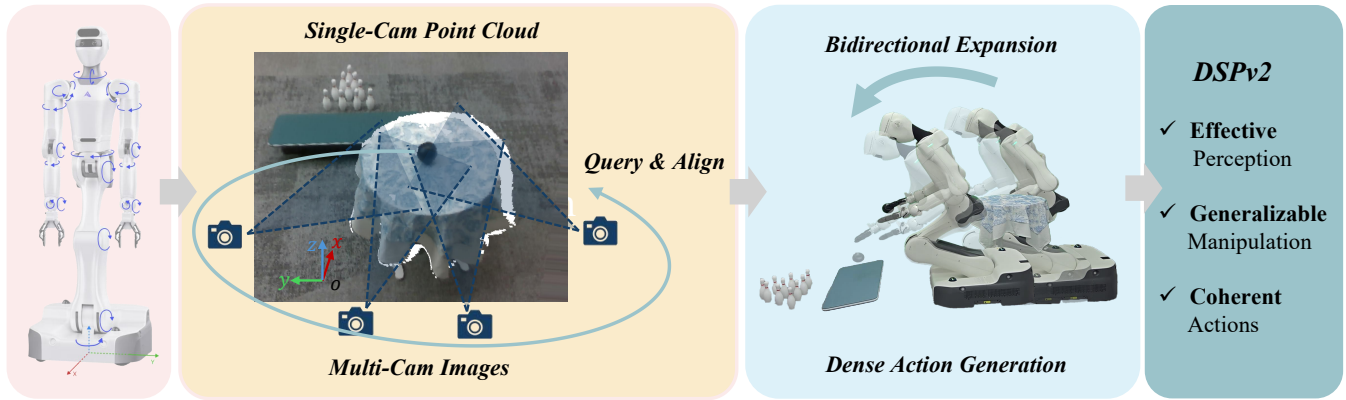 Single-Cam Point Cloud
Query & Align
z
x
y
o
Multi-Cam Images
Bidirectional Expansion
Dense Action Generation
DSPv2
✓ Effective
Perception
✓ Generalizable
Manipulation
✓ Coherent
Actions